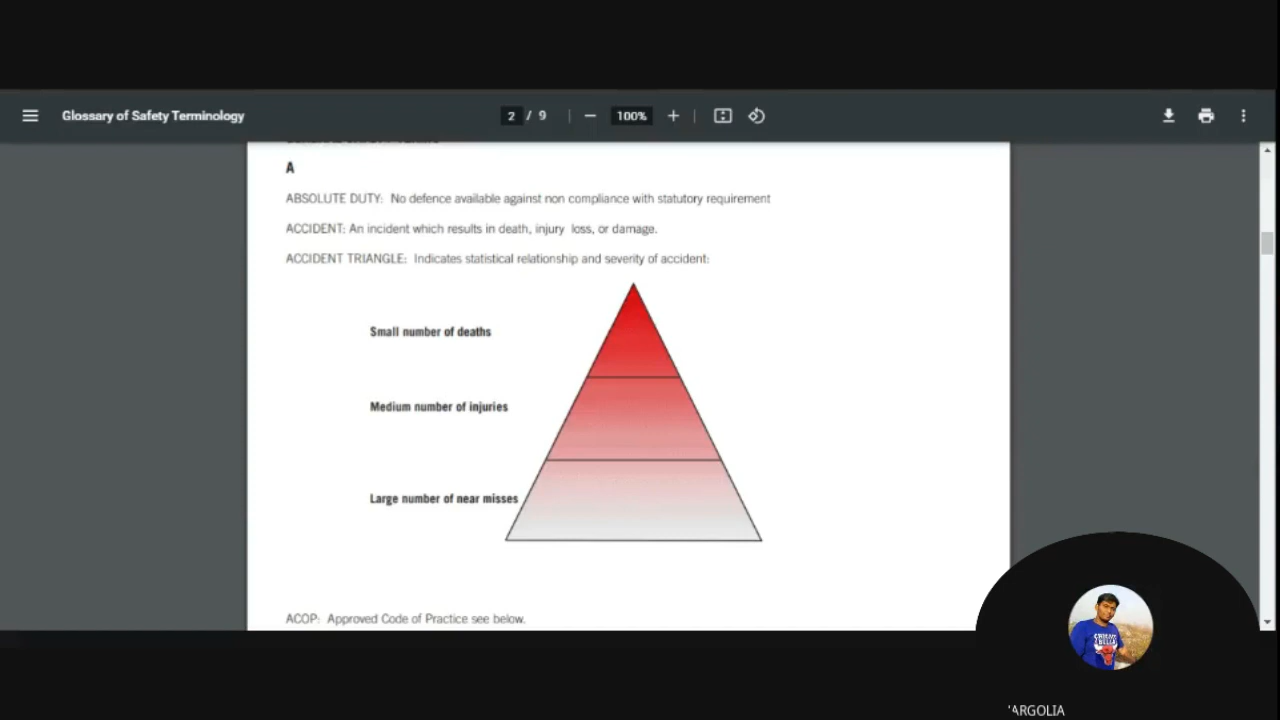 Glossary of Safety Terminology
2 / 9
100%
A
ABSOLUTE DUTY: No defence available against non compliance with statutory requirement
ACCIDENT: An incident which results in death, injury loss, or damage.
ACCIDENT TRIANGLE: Indicates statistical relationship and severity of accident:
Small number of deaths
Medium number of injuries
Large number of near misses
ACOP: Approved Code of Practice see below.
'ARGOLIA